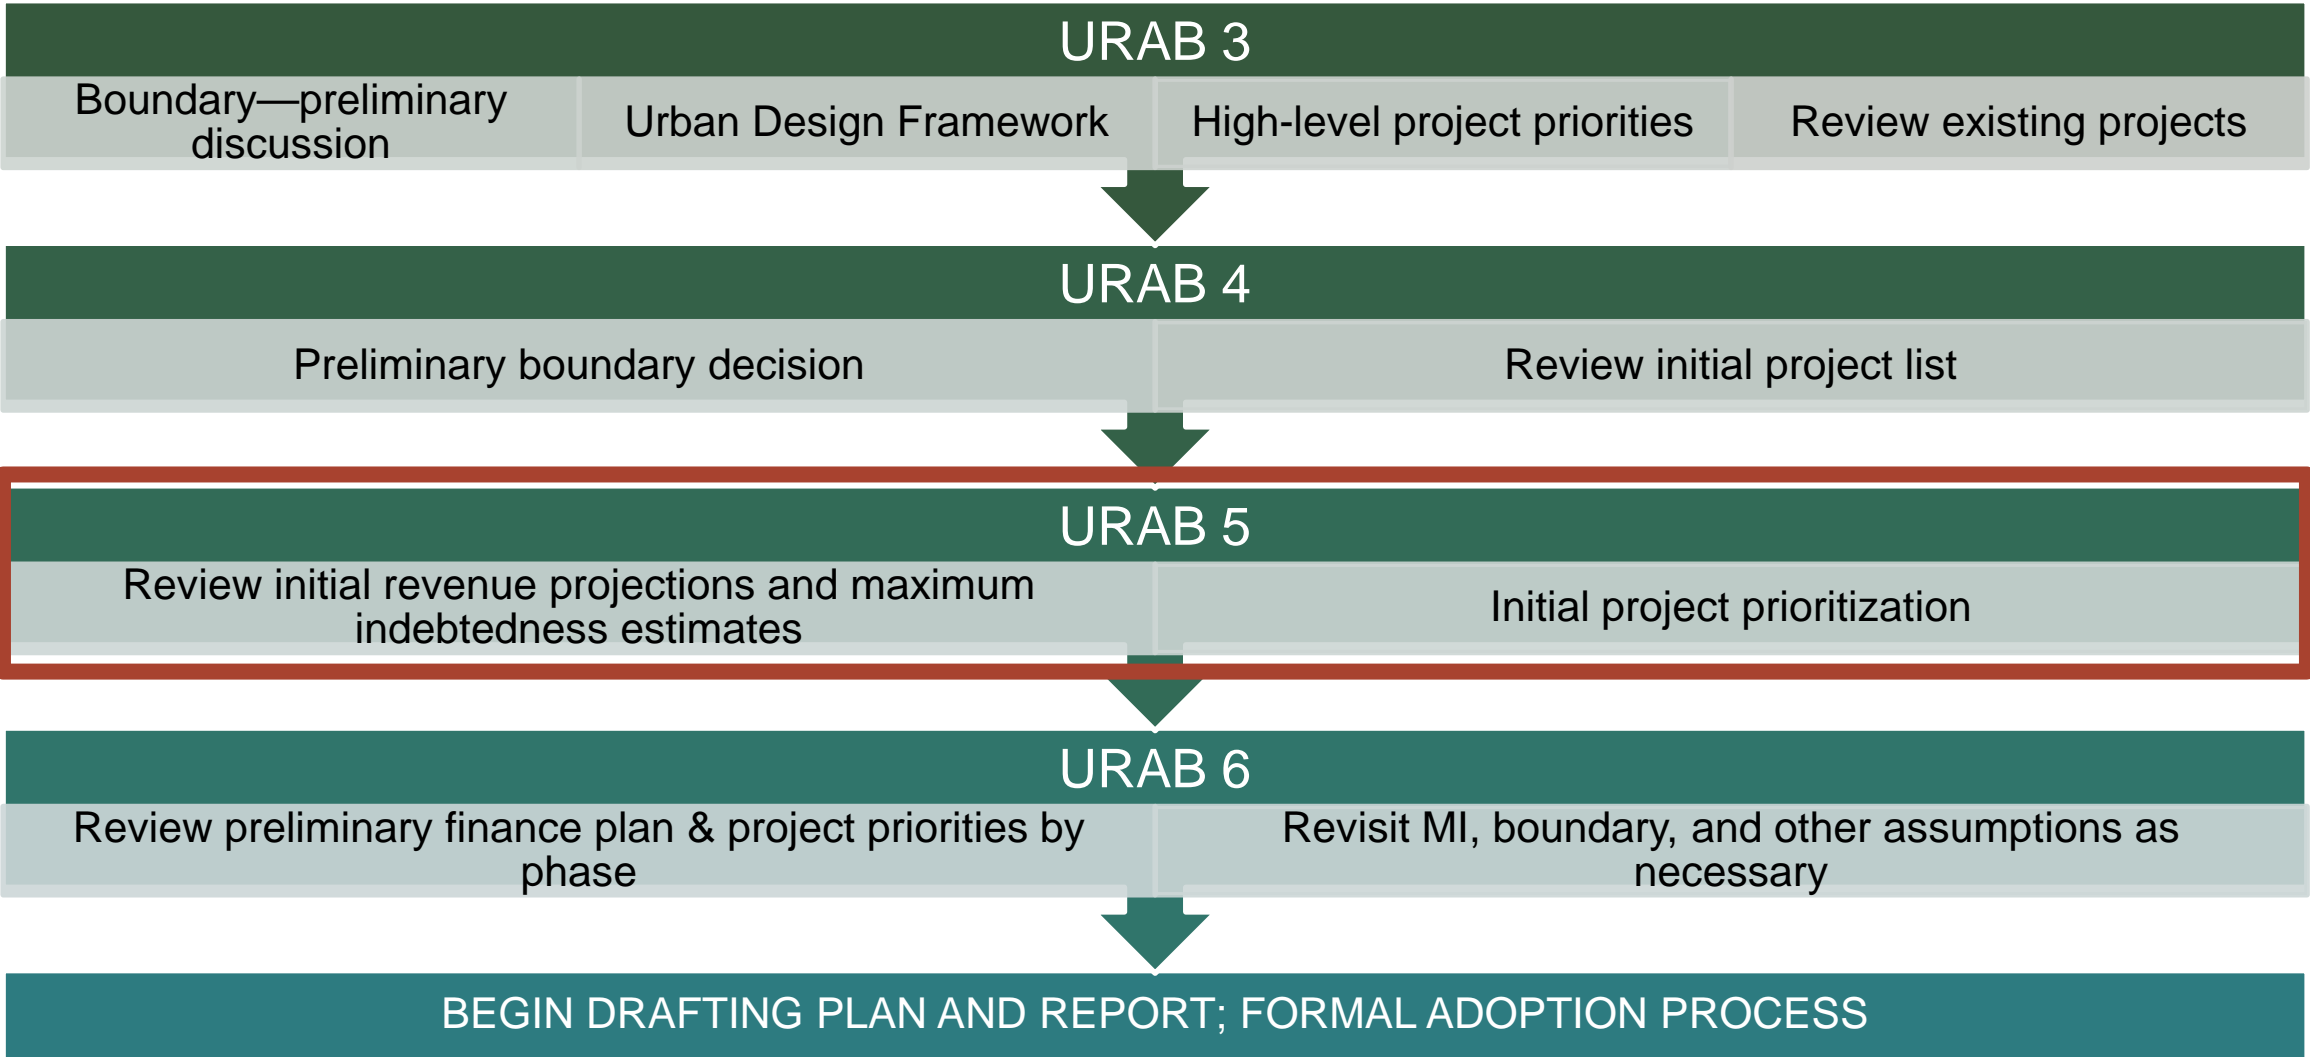 URAB 3
Boundary—preliminary
discussion
Urban Design Framework
High-level project priorities
Review existing projects
URAB 4
Preliminary boundary decision
Review initial project list
URAB 5
Review initial revenue projections and maximum
indebtedness estimates
Initial project prioritization
URAB 6
Review preliminary finance plan & project priorities by
phase
Revisit MI, boundary, and other assumptions as
necessary
BEGIN DRAFTING PLAN AND REPORT; FORMAL ADOPTION PROCESS